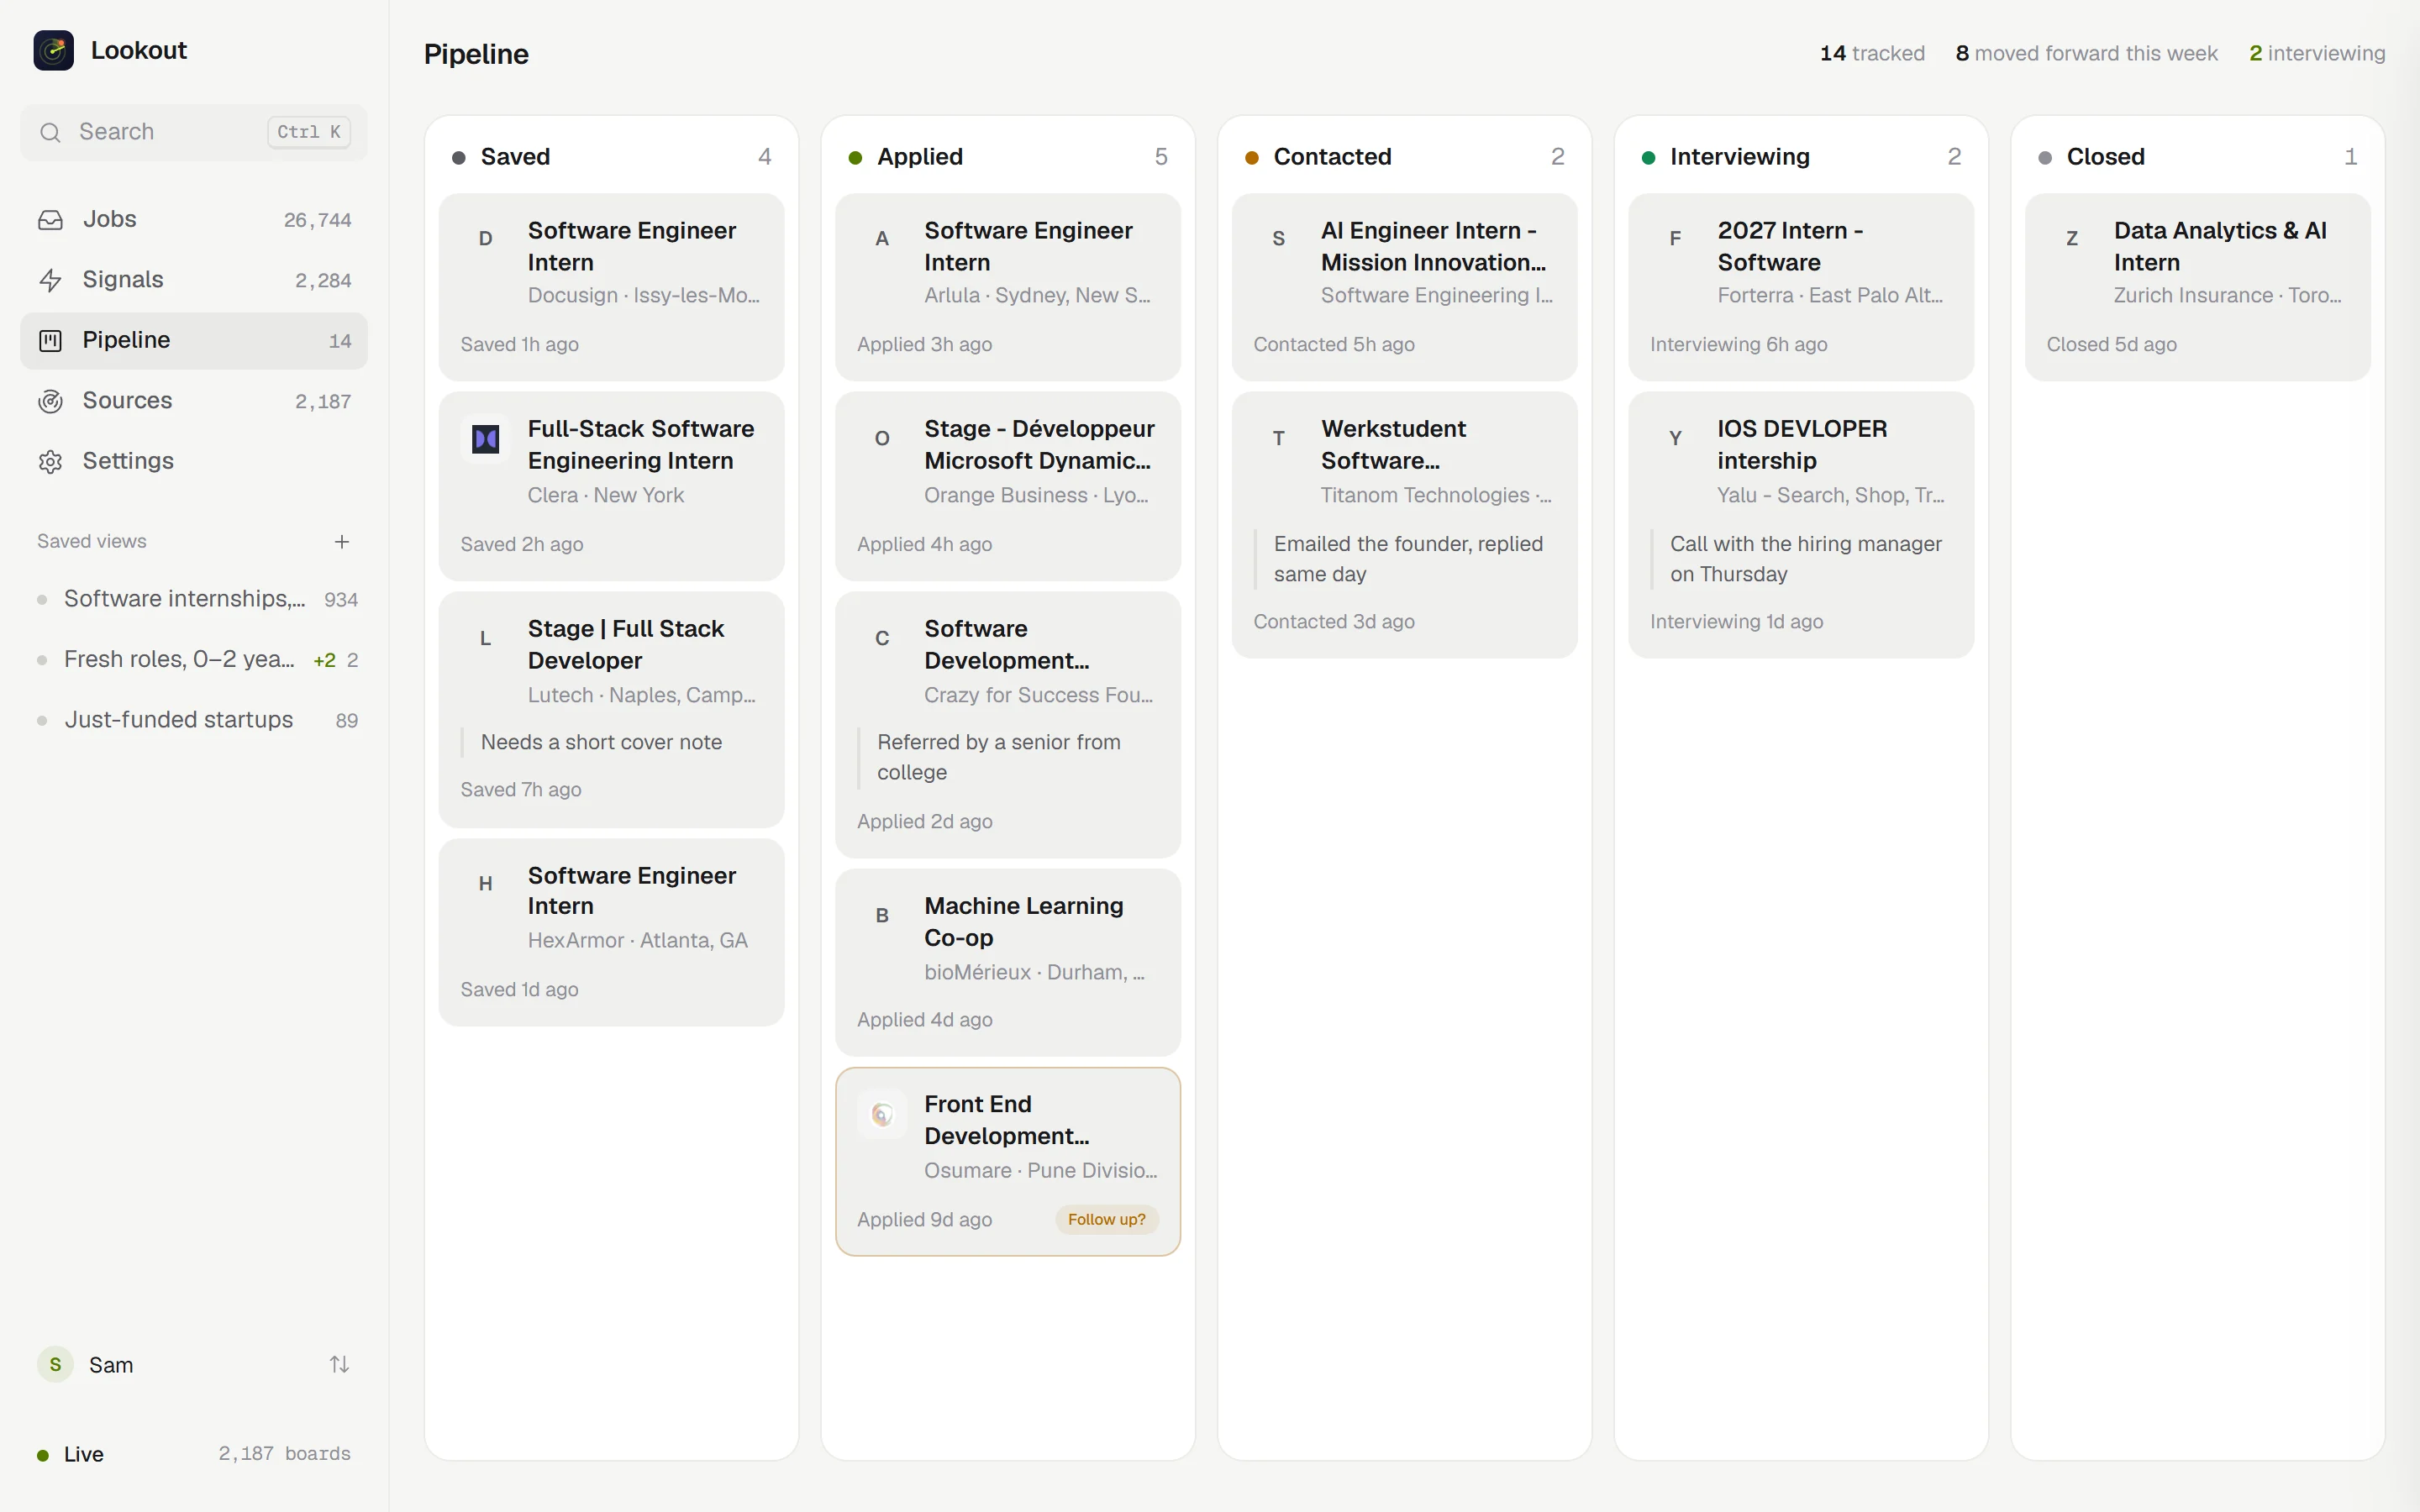 Lookout
Search
Ctrl K
Jobs
26,744
Signals
2,284
Pipeline
14
Sources
2,187
Settings
Saved views
+
Software internships,...
934
Fresh roles, 0–2 yea...
+2 2
Just-funded startups
89
S
Sam
Live
2,187 boards
Pipeline
14 tracked
8 moved forward this week
2 interviewing
Saved
4
D
Software Engineer
Intern
Docusign · Issy-les-Mo...
Saved 1h ago
Full-Stack Software
Engineering Intern
Clera · New York
Saved 2h ago
L
Stage | Full Stack
Developer
Lutech · Naples, Camp...
Needs a short cover note
Saved 7h ago
H
Software Engineer
Intern
HexArmor · Atlanta, GA
Saved 1d ago
Applied
5
A
Software Engineer
Intern
Arlula · Sydney, New S...
Applied 3h ago
O
Stage - Développeur
Microsoft Dynamic...
Orange Business · Lyo...
Applied 4h ago
C
Software
Development...
Crazy for Success Fou...
Referred by a senior from
college
Applied 2d ago
B
Machine Learning
Co-op
bioMérieux · Durham, ...
Applied 4d ago
Front End
Development...
Osumare · Pune Divisio...
Applied 9d ago
Follow up?
Contacted
2
S
AI Engineer Intern -
Mission Innovation...
Software Engineering I...
Contacted 5h ago
T
Werkstudent
Software...
Titanom Technologies ·...
Emailed the founder, replied
same day
Contacted 3d ago
Interviewing
2
F
2027 Intern -
Software
Forterra · East Palo Alt...
Interviewing 6h ago
Y
IOS DEVLOPER
intership
Yalu - Search, Shop, Tr...
Call with the hiring manager
on Thursday
Interviewing 1d ago
Closed
1
Z
Data Analytics & AI
Intern
Zurich Insurance · Toro...
Closed 5d ago